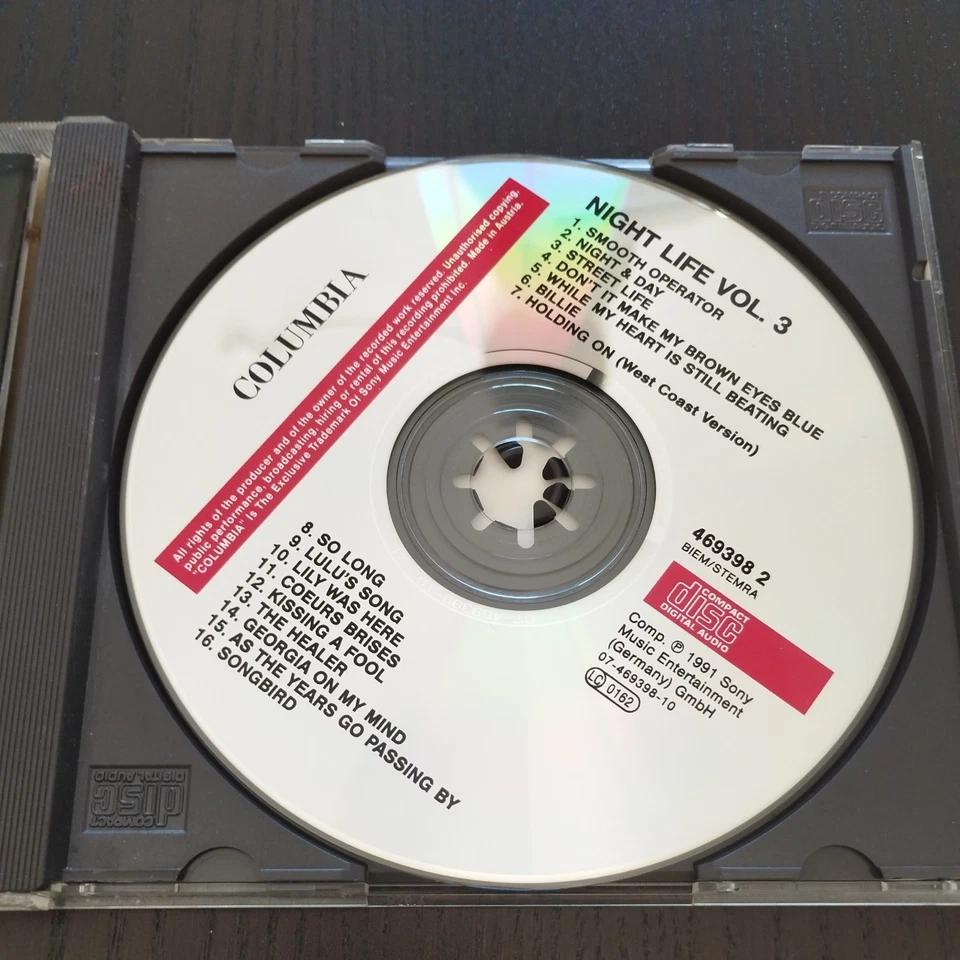 COLUMBIA
All rights of the producer and of the owner of the recorded work reserved. Unauthorised copying,
public performance, broadcasting, hiring or rental of this recording prohibited. Made in Austria.
"COLUMBIA" is The Exclusive Trademark Of Sony Music Entertainment Inc.
NIGHT LIFE VOL. 3
1. SMOOTH OPERATOR
2. NIGHT & DAY
3. STREET LIFE
4. DON'T IT MAKE MY BROWN EYES BLUE
5. WHILE MY HEART IS STILL BEATING
6. BILLIE
7. HOLDING ON (West Coast Version)
8. SO LONG
9. LULU'S SONG
10. LILY WAS HERE
11. COEURS BRISES
12. KISSING A FOOL
13. THE HEALER
14. GEORGIA ON MY MIND
15. AS THE YEARS GO PASSING BY
16. SONGBIRD
469398 2
BIEM/STEMRA
COMPACT
disc
DIGITAL AUDIO
Comp. ℗ 1991 Sony
Music Entertainment
(Germany) GmbH
07-469398-10
LC 0162
disc
COMPACT
disc
DIGITAL AUDIO